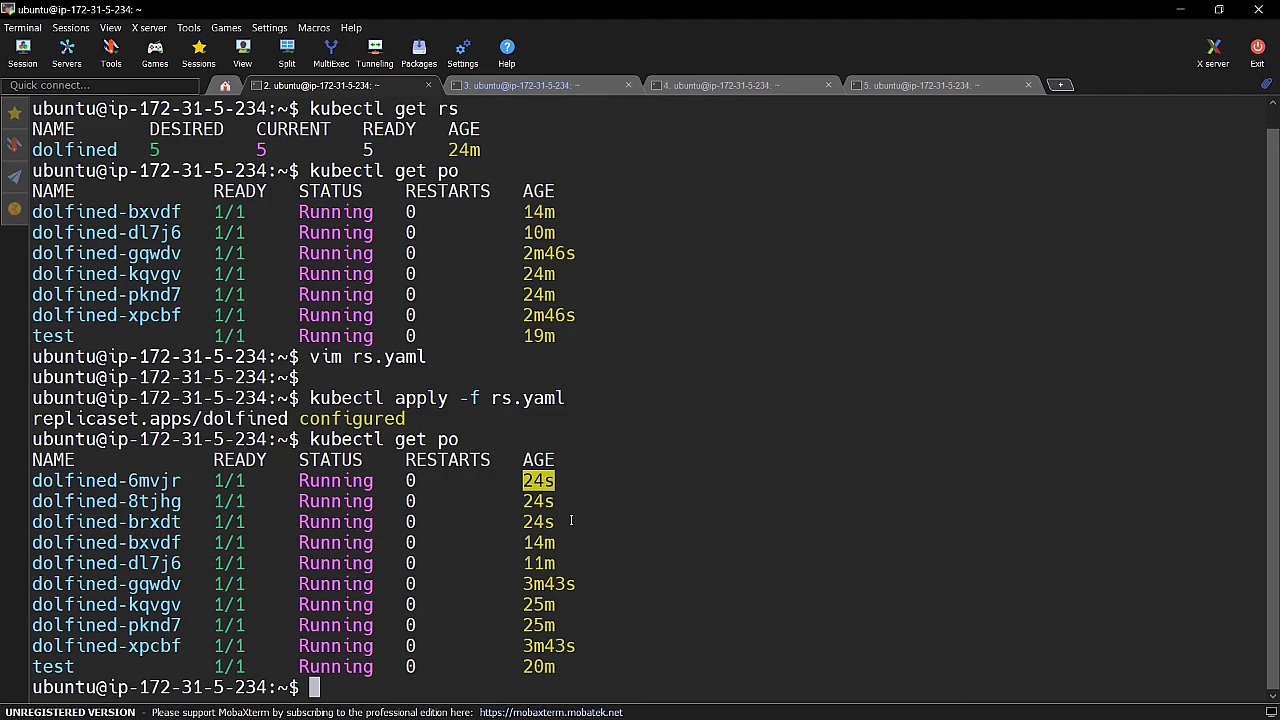 ubuntu@ip-172-31-5-234: ~
Terminal Sessions View X server Tools Games Settings Macros Help
Session Servers Tools Games Sessions View Split MultiExec Tunneling Packages Settings Help X server Exit
Quick connect... 2. ubuntu@ip-172-31-5-234: ~ 3. ubuntu@ip-172-31-5-234: ~ 4. ubuntu@ip-172-31-5-234: ~ 5. ubuntu@ip-172-31-5-234: ~
ubuntu@ip-172-31-5-234:~$ kubectl get rs
NAME DESIRED CURRENT READY AGE
dolfined 5 5 5 24m
ubuntu@ip-172-31-5-234:~$ kubectl get po
NAME READY STATUS RESTARTS AGE
dolfined-bxvdf 1/1 Running 0 14m
dolfined-dl7j6 1/1 Running 0 10m
dolfined-gqwdv 1/1 Running 0 2m46s
dolfined-kqvgv 1/1 Running 0 24m
dolfined-pknd7 1/1 Running 0 24m
dolfined-xpcbf 1/1 Running 0 2m46s
test 1/1 Running 0 19m
ubuntu@ip-172-31-5-234:~$ vim rs.yaml
ubuntu@ip-172-31-5-234:~$
ubuntu@ip-172-31-5-234:~$ kubectl apply -f rs.yaml
replicaset.apps/dolfined configured
ubuntu@ip-172-31-5-234:~$ kubectl get po
NAME READY STATUS RESTARTS AGE
dolfined-6mvjr 1/1 Running 0 24s
dolfined-8tjhg 1/1 Running 0 24s
dolfined-brxdt 1/1 Running 0 24s
dolfined-bxvdf 1/1 Running 0 14m
dolfined-dl7j6 1/1 Running 0 11m
dolfined-gqwdv 1/1 Running 0 3m43s
dolfined-kqvgv 1/1 Running 0 25m
dolfined-pknd7 1/1 Running 0 25m
dolfined-xpcbf 1/1 Running 0 3m43s
test 1/1 Running 0 20m
ubuntu@ip-172-31-5-234:~$
UNREGISTERED VERSION - Please support MobaXterm by subscribing to the professional edition here: https://mobaxterm.mobatek.net